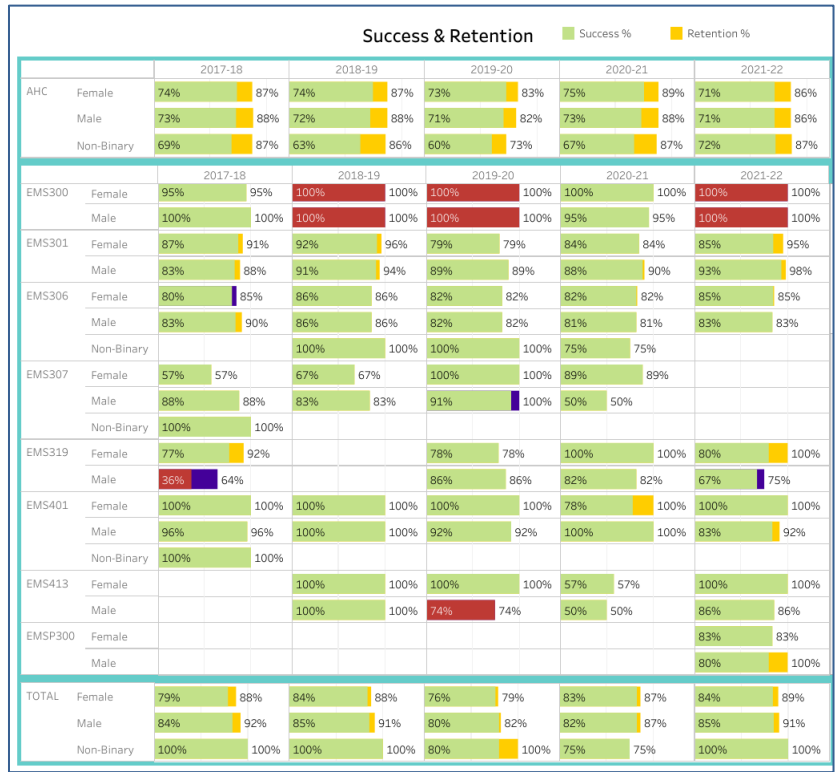 Success & Retention Success % Retention %
2017-18 2018-19 2019-20 2020-21 2021-22
AHC Female 74% 87% 74% 87% 73% 83% 75% 89% 71% 86%
Male 73% 88% 72% 88% 71% 82% 73% 88% 71% 86%
Non-Binary 69% 87% 63% 86% 60% 73% 67% 87% 72% 87%
2017-18 2018-19 2019-20 2020-21 2021-22
EMS300 Female 95% 95% 100% 100% 100% 100% 100% 100% 100% 100%
Male 100% 100% 100% 100% 100% 100% 95% 95% 100% 100%
EMS301 Female 87% 91% 92% 96% 79% 79% 84% 84% 85% 95%
Male 83% 88% 91% 94% 89% 89% 88% 90% 93% 98%
EMS306 Female 80% 85% 86% 86% 82% 82% 82% 82% 85% 85%
Male 83% 90% 86% 86% 82% 82% 81% 81% 83% 83%
Non-Binary 100% 100% 100% 100% 75% 75%
EMS307 Female 57% 57% 67% 67% 100% 100% 89% 89%
Male 88% 88% 83% 83% 91% 100% 50% 50%
Non-Binary 100% 100%
EMS319 Female 77% 92% 78% 78% 100% 100% 80% 100%
Male 36% 64% 86% 86% 82% 82% 67% 75%
EMS401 Female 100% 100% 100% 100% 100% 100% 78% 100% 100% 100%
Male 96% 96% 100% 100% 92% 92% 100% 100% 83% 92%
Non-Binary 100% 100%
EMS413 Female 100% 100% 100% 100% 57% 57% 100% 100%
Male 100% 100% 74% 74% 50% 50% 86% 86%
EMSP300 Female 83% 83%
Male 80% 100%
TOTAL Female 79% 88% 84% 88% 76% 79% 83% 87% 84% 89%
Male 84% 92% 85% 91% 80% 82% 82% 87% 85% 91%
Non-Binary 100% 100% 100% 100% 80% 100% 75% 75% 100% 100%